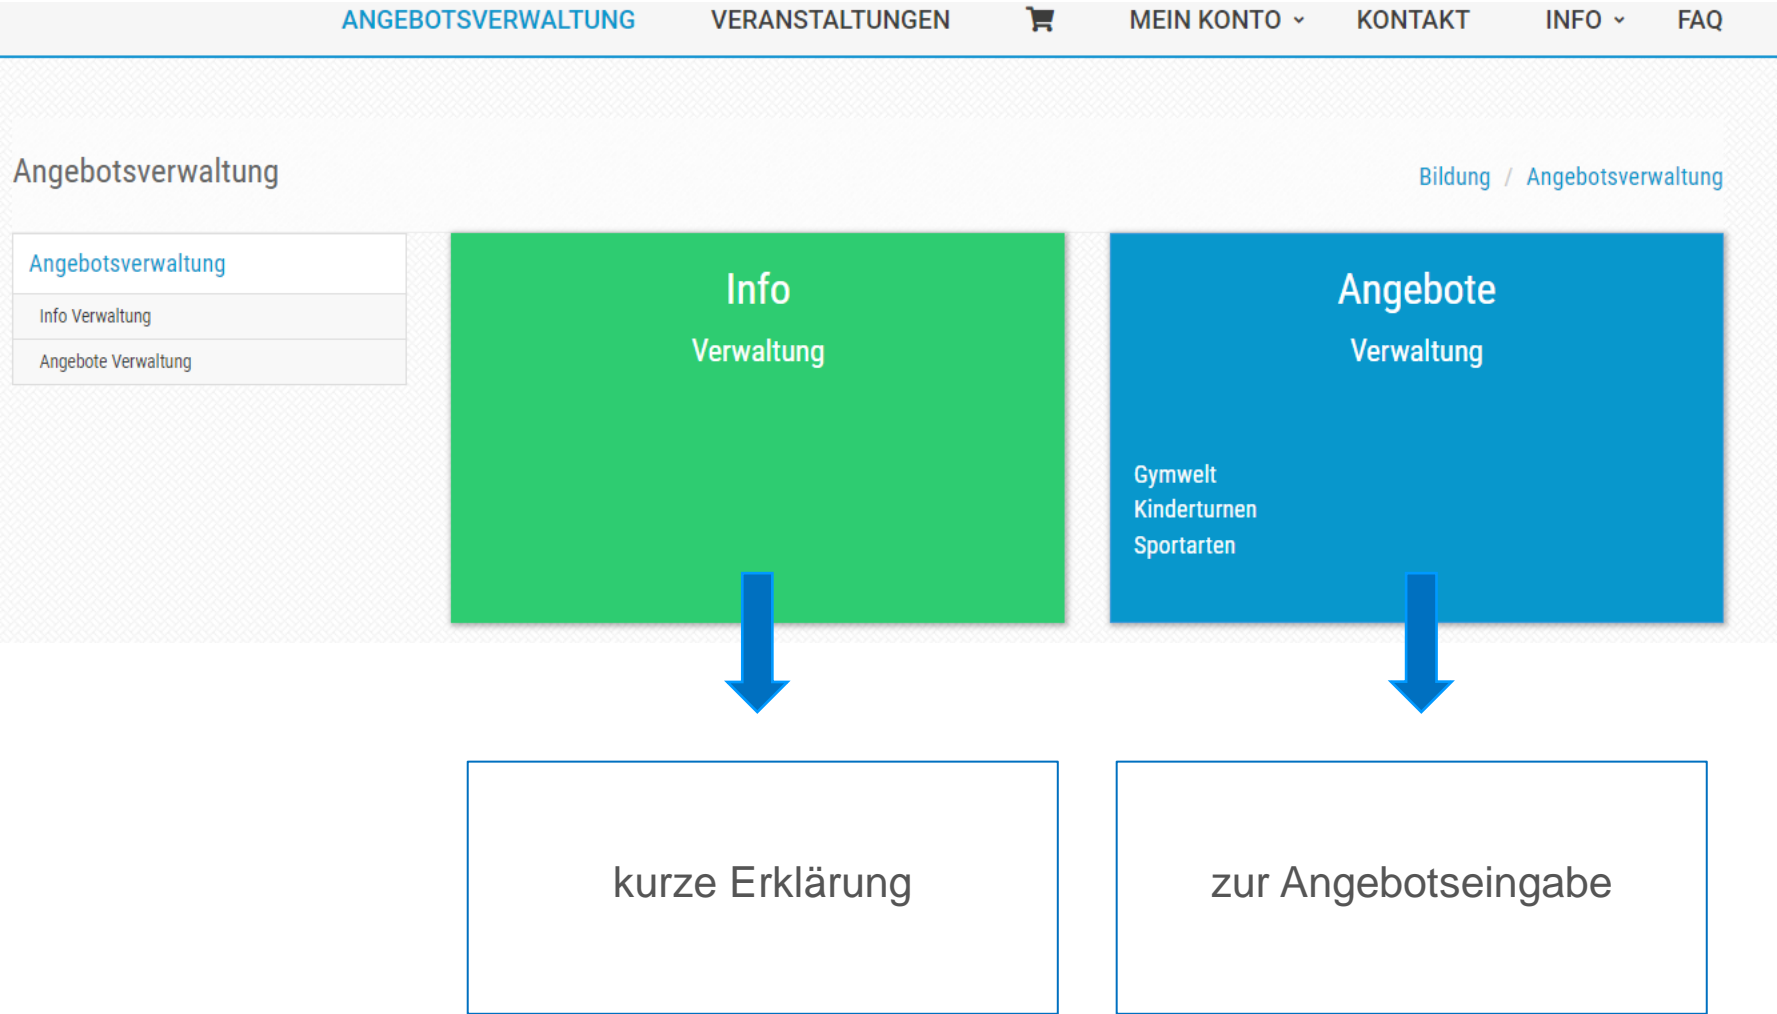 ANGEBOTSVERWALTUNG VERANSTALTUNGEN MEIN KONTO KONTAKT INFO FAQ
Angebotsverwaltung
Bildung / Angebotsverwaltung
Angebotsverwaltung
Info Verwaltung
Angebote Verwaltung
Info
Verwaltung
Angebote
Verwaltung
Gymwelt
Kinderturnen
Sportarten
kurze Erklärung
zur Angebotseingabe